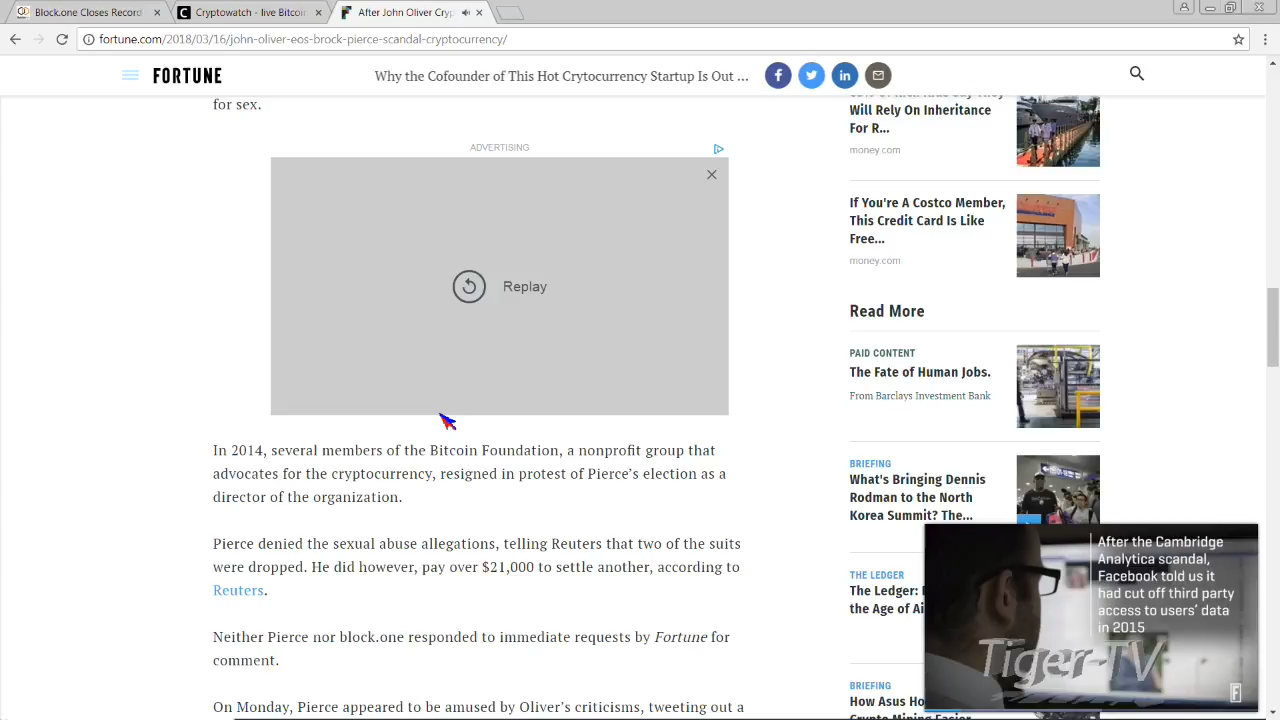 Block.one Closes Record
Cryptowatch - live Bitcoin
After John Oliver Cryp
fortune.com/2018/03/16/john-oliver-eos-brock-pierce-scandal-cryptocurrency/
FORTUNE
Why the Cofounder of This Hot Crytocurrency Startup Is Out ...
for sex.
ADVERTISING
Replay
In 2014, several members of the Bitcoin Foundation, a nonprofit group that
advocates for the cryptocurrency, resigned in protest of Pierce's election as a
director of the organization.
Pierce denied the sexual abuse allegations, telling Reuters that two of the suits
were dropped. He did however, pay over $21,000 to settle another, according to
Reuters.
Neither Pierce nor block.one responded to immediate requests by Fortune for
comment.
On Monday, Pierce appeared to be amused by Oliver's criticisms, tweeting out a
Will Rely On Inheritance
For R...
money.com
If You're A Costco Member,
This Credit Card Is Like
Free...
money.com
Read More
PAID CONTENT
The Fate of Human Jobs.
From Barclays Investment Bank
BRIEFING
What's Bringing Dennis
Rodman to the North
Korea Summit? The...
THE LEDGER
The Ledger:
the Age of Ai
BRIEFING
How Asus Ho
Crypto Mining Easier
After the Cambridge
Analytica scandal,
Facebook told us it
had cut off third party
access to users' data
in 2015
Tiger-TV
F